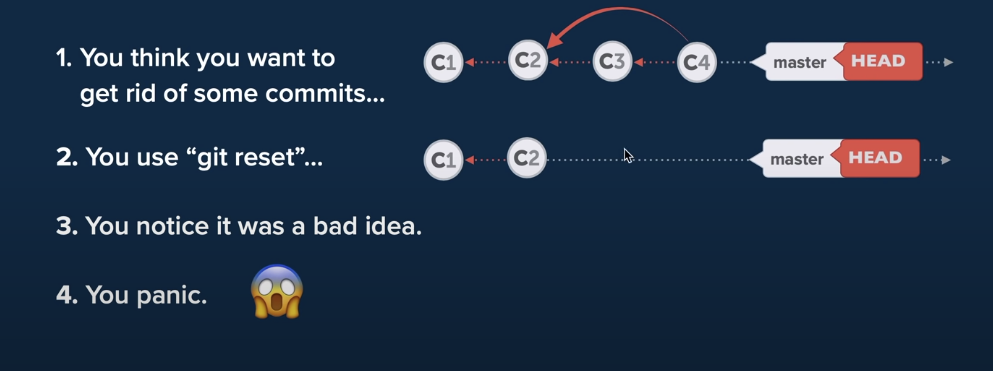 1. You think you want to
get rid of some commits...
C1 C2 C3 C4 master HEAD
2. You use “git reset”...
C1 C2 master HEAD
3. You notice it was a bad idea.
4. You panic.